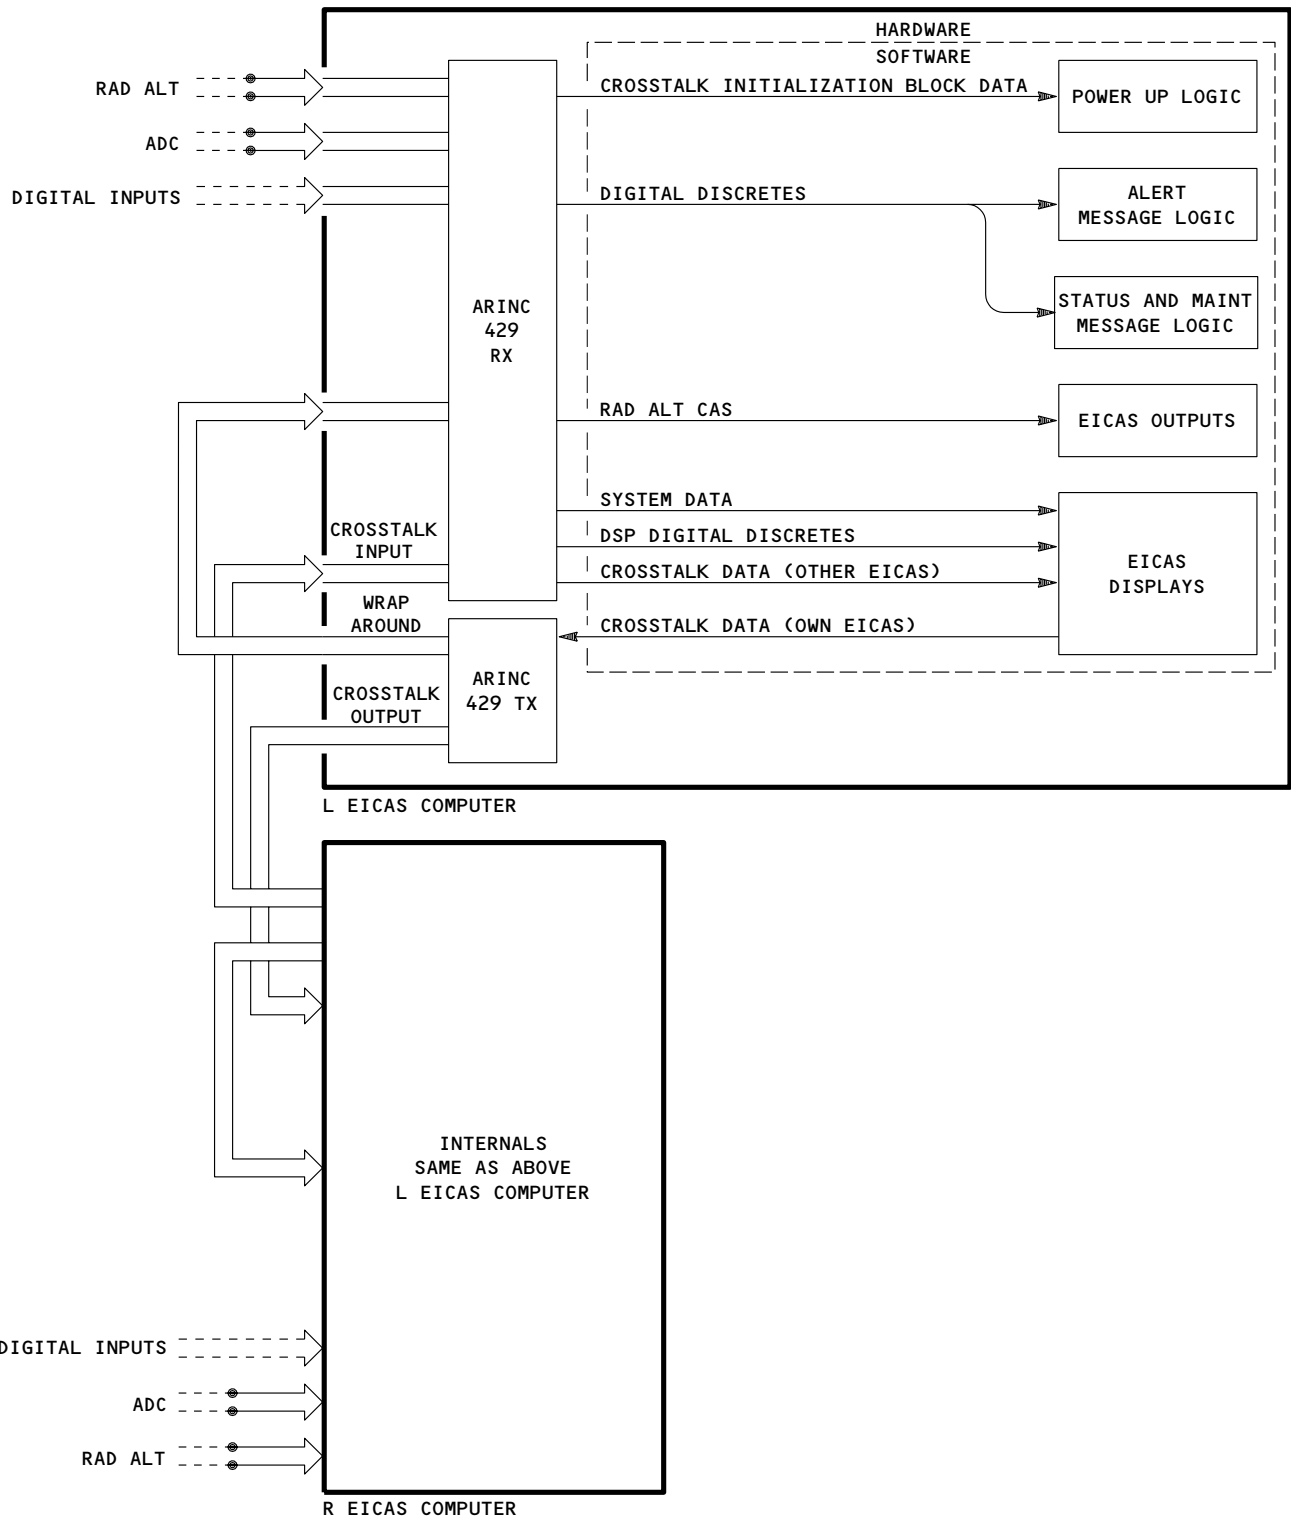 HARDWARE
SOFTWARE
RAD ALT
ADC
DIGITAL INPUTS
CROSSTALK INITIALIZATION BLOCK DATA
POWER UP LOGIC
DIGITAL DISCRETES
ALERT
MESSAGE LOGIC
STATUS AND MAINT
MESSAGE LOGIC
ARINC
429
RX
RAD ALT CAS
EICAS OUTPUTS
SYSTEM DATA
DSP DIGITAL DISCRETES
CROSSTALK DATA (OTHER EICAS)
CROSSTALK DATA (OWN EICAS)
EICAS
DISPLAYS
CROSSTALK
INPUT
WRAP
AROUND
CROSSTALK
OUTPUT
ARINC
429 TX
L EICAS COMPUTER
INTERNALS
SAME AS ABOVE
L EICAS COMPUTER
DIGITAL INPUTS
ADC
RAD ALT
R EICAS COMPUTER